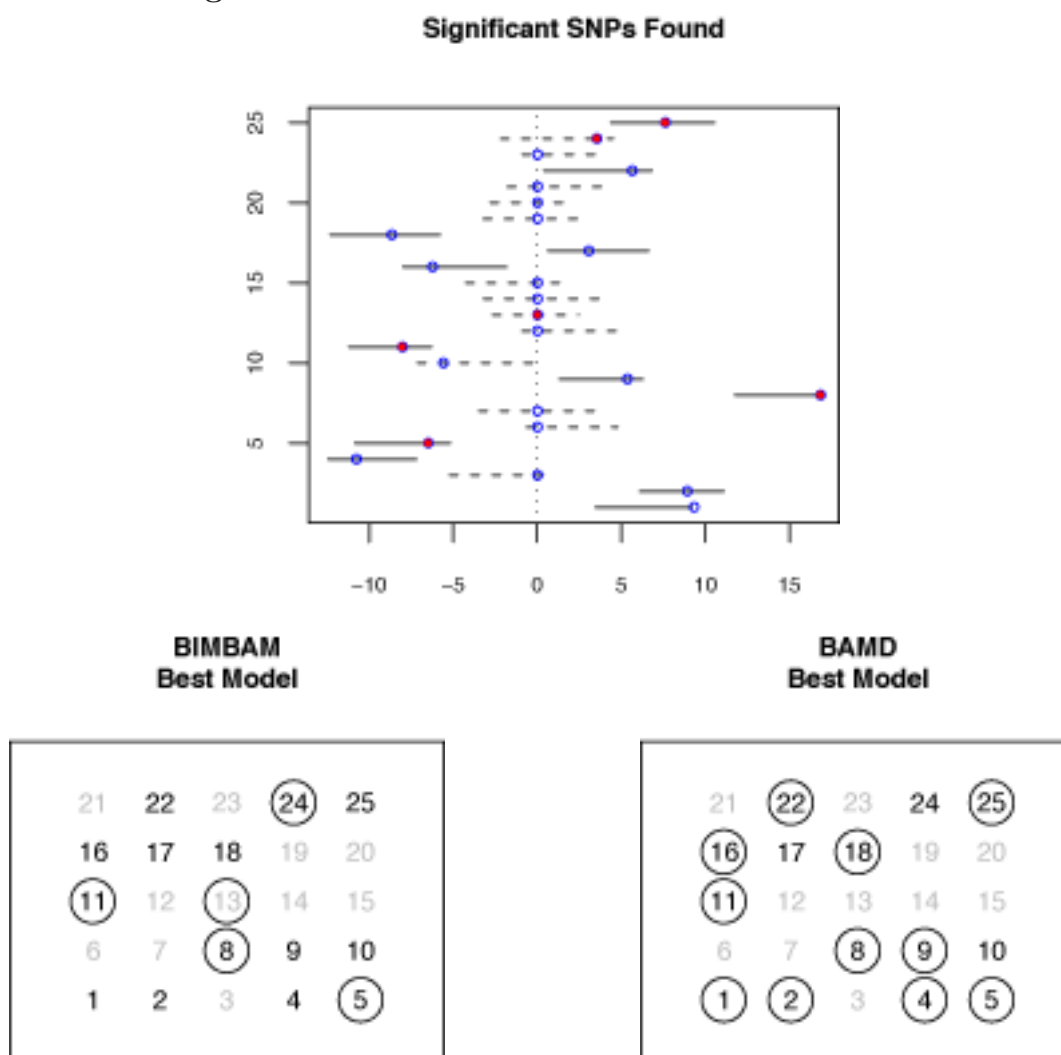 Significant SNPs Found
25
20
15
10
5
−10 −5 0 5 10 15
BIMBAM
Best Model
21 22 23 24 25
16 17 18 19 20
11 12 13 14 15
6 7 8 9 10
1 2 3 4 5
BAMD
Best Model
21 22 23 24 25
16 17 18 19 20
11 12 13 14 15
6 7 8 9 10
1 2 3 4 5